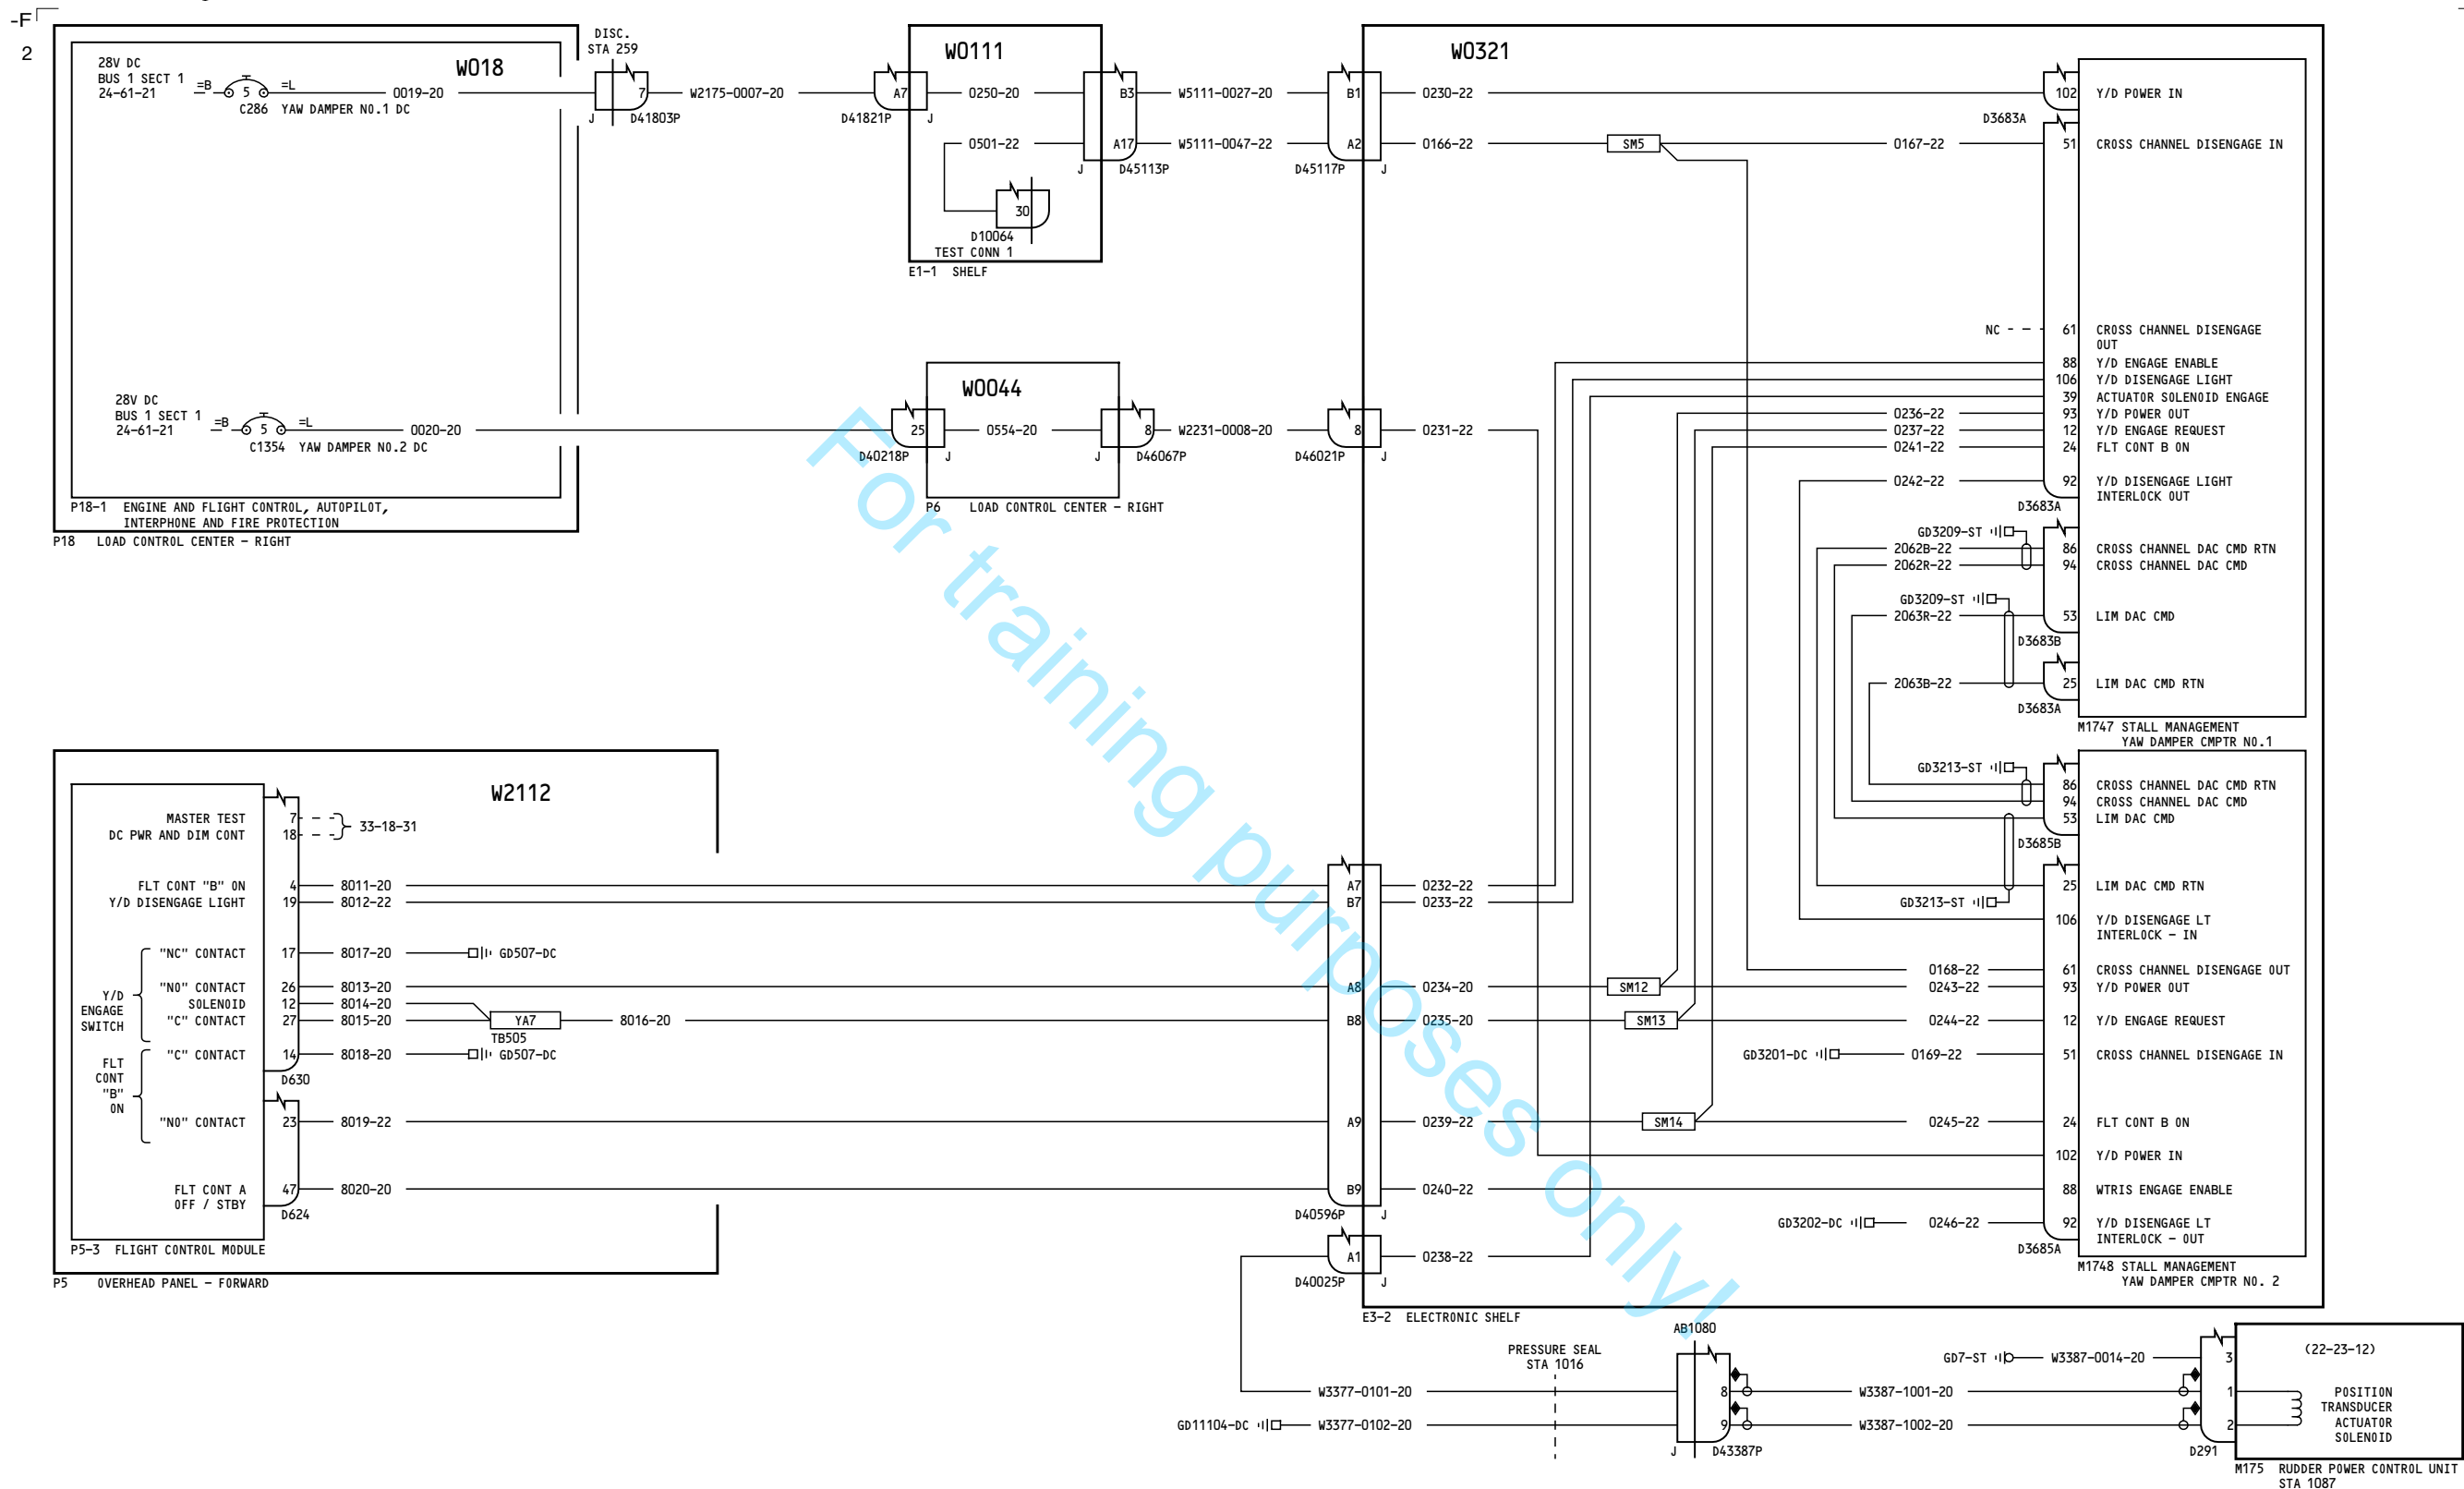 -F
2
28V DC
BUS 1 SECT 1
24-61-21
=B
5
=L
C286 YAW DAMPER NO.1 DC
0019-20
W018
DISC.
STA 259
7
J
D41803P
W2175-0007-20
A7
D41821P
J
W0111
0250-20
0501-22
30
D10064
TEST CONN 1
E1-1 SHELF
B3
A17
J
D45113P
W5111-0027-20
W5111-0047-22
B1
A2
D45117P
J
W0321
0230-22
0166-22
SM5
0167-22
D3683A
102 Y/D POWER IN
51 CROSS CHANNEL DISENGAGE IN
NC
61 CROSS CHANNEL DISENGAGE
OUT
88 Y/D ENGAGE ENABLE
106 Y/D DISENGAGE LIGHT
39 ACTUATOR SOLENOID ENGAGE
0236-22 93 Y/D POWER OUT
0237-22 12 Y/D ENGAGE REQUEST
0241-22 24 FLT CONT B ON
0242-22 92 Y/D DISENGAGE LIGHT
INTERLOCK OUT
D3683A
28V DC
BUS 1 SECT 1
24-61-21
=B
5
=L
C1354 YAW DAMPER NO.2 DC
0020-20
P18-1 ENGINE AND FLIGHT CONTROL, AUTOPILOT,
INTERPHONE AND FIRE PROTECTION
P18 LOAD CONTROL CENTER - RIGHT
25
D40218P
J
W0044
0554-20
P6 LOAD CONTROL CENTER - RIGHT
8
J
D46067P
W2231-0008-20
8
D46021P
J
0231-22
GD3209-ST
2062B-22 86 CROSS CHANNEL DAC CMD RTN
2062R-22 94 CROSS CHANNEL DAC CMD
GD3209-ST
2063R-22 53 LIM DAC CMD
D3683B
2063B-22 25 LIM DAC CMD RTN
D3683A
M1747 STALL MANAGEMENT
YAW DAMPER CMPTR NO.1
W2112
MASTER TEST 7
DC PWR AND DIM CONT 18
33-18-31
FLT CONT "B" ON 4 8011-20
Y/D DISENGAGE LIGHT 19 8012-22
Y/D
ENGAGE
SWITCH
"NC" CONTACT 17 8017-20 GD507-DC
"NO" CONTACT 26 8013-20
SOLENOID 12 8014-20
"C" CONTACT 27 8015-20
YA7
TB505
8016-20
FLT
CONT
"B"
ON
"C" CONTACT 14 8018-20 GD507-DC
D630
"NO" CONTACT 23 8019-22
FLT CONT A
OFF / STBY
47 8020-20
D624
P5-3 FLIGHT CONTROL MODULE
P5 OVERHEAD PANEL - FORWARD
A7 0232-22
B7 0233-22
A8 0234-20 SM12
B8 0235-20 SM13
A9 0239-22 SM14
B9 0240-22
D40596P
J
A1 0238-22
D40025P
J
E3-2 ELECTRONIC SHELF
GD3213-ST
86 CROSS CHANNEL DAC CMD RTN
94 CROSS CHANNEL DAC CMD
53 LIM DAC CMD
D3685B
25 LIM DAC CMD RTN
GD3213-ST
106 Y/D DISENGAGE LT
INTERLOCK - IN
0168-22 61 CROSS CHANNEL DISENGAGE OUT
0243-22 93 Y/D POWER OUT
0244-22 12 Y/D ENGAGE REQUEST
GD3201-DC 0169-22 51 CROSS CHANNEL DISENGAGE IN
0245-22 24 FLT CONT B ON
102 Y/D POWER IN
88 WTRIS ENGAGE ENABLE
GD3202-DC 0246-22 92 Y/D DISENGAGE LT
INTERLOCK - OUT
D3685A
M1748 STALL MANAGEMENT
YAW DAMPER CMPTR NO. 2
PRESSURE SEAL
STA 1016
AB1080
W3377-0101-20
GD11104-DC W3377-0102-20
8
9
J
D43387P
GD7-ST W3387-0014-20 3
W3387-1001-20 1
W3387-1002-20 2
D291
(22-23-12)
POSITION
TRANSDUCER
ACTUATOR
SOLENOID
M175 RUDDER POWER CONTROL UNIT
STA 1087
For training purposes only!